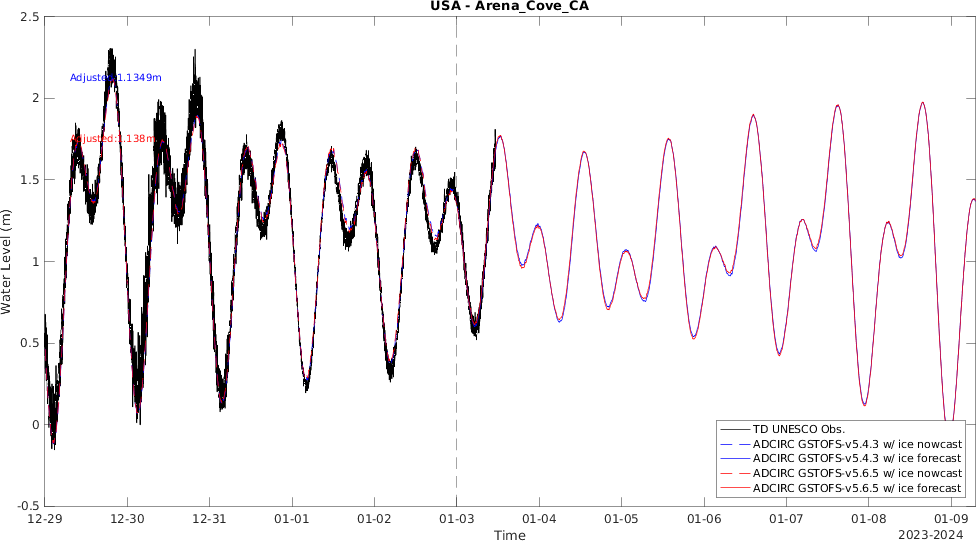 USA - Arena_Cove_CA
2.5
2
1.5
1
0.5
0
-0.5
Water Level (m)
Adjusted:1.1349m
Adjusted:1.138m
TD UNESCO Obs.
ADCIRC GSTOFS-v5.4.3 w/ ice nowcast
ADCIRC GSTOFS-v5.4.3 w/ ice forecast
ADCIRC GSTOFS-v5.6.5 w/ ice nowcast
ADCIRC GSTOFS-v5.6.5 w/ ice forecast
12-29 12-30 12-31 01-01 01-02 01-03 01-04 01-05 01-06 01-07 01-08 01-09
Time
2023-2024